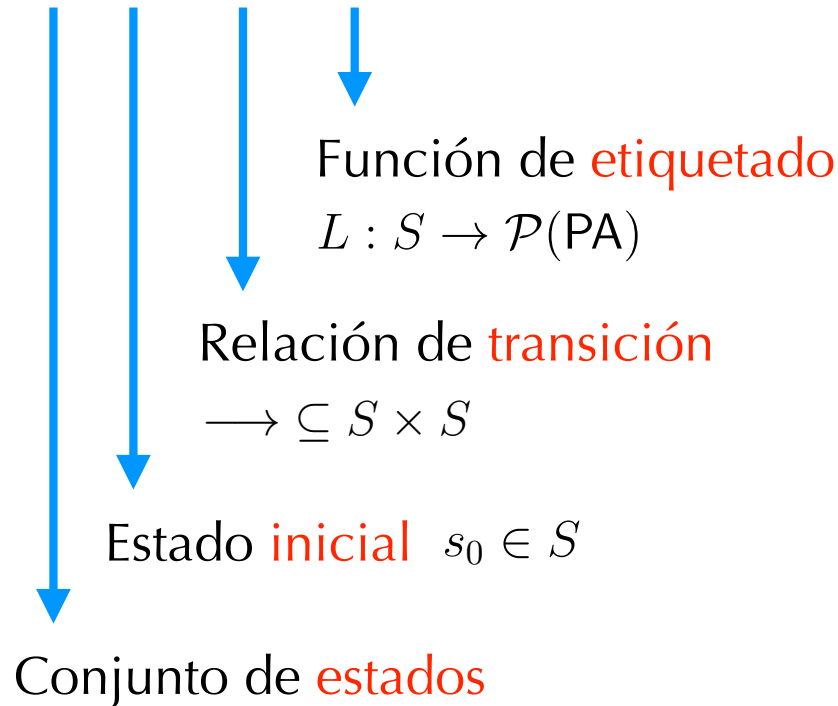 Función de etiquetado
L : S → 𝒫(PA)
Relación de transición
⟶ ⊆ S × S
Estado inicial s₀ ∈ S
Conjunto de estados